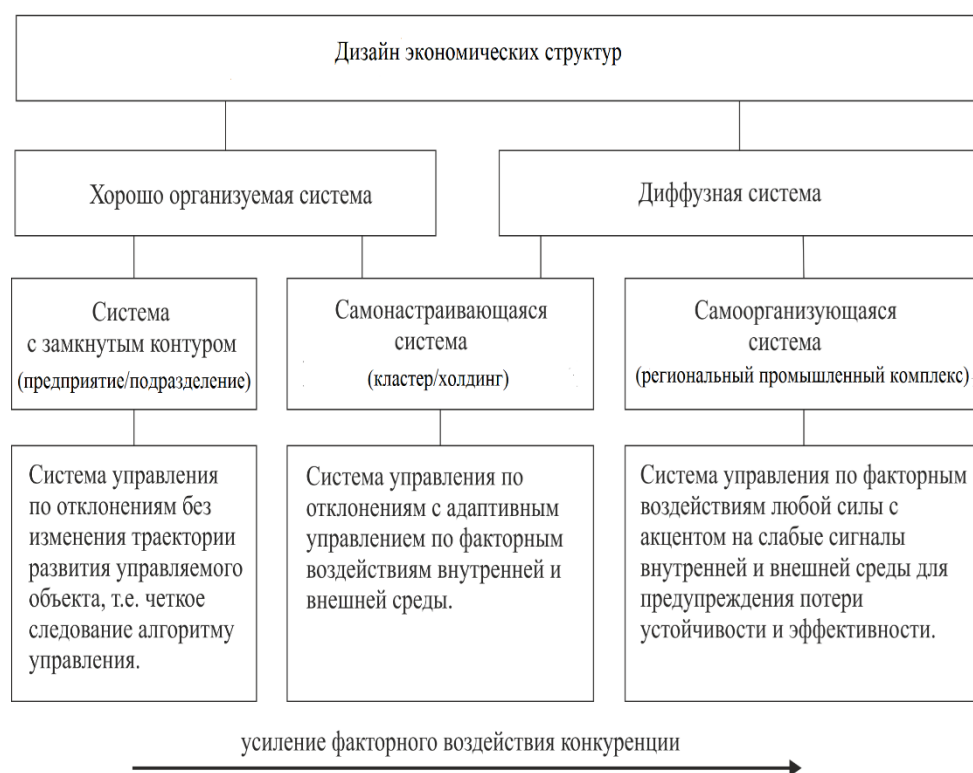 Дизайн экономических структур
Хорошо организуемая система
Диффузная система
Система
с замкнутым контуром
(предприятие/подразделение)
Самонастраивающаяся
система
(кластер/холдинг)
Самоорганизующаяся
система
(региональный промышленный комплекс)
Система управления
по отклонениям без
изменения траектории
развития управляемого
объекта, т.е. четкое
следование алгоритму
управления.
Система управления по
отклонениям с адаптивным
управлением по факторным
воздействиям внутренней и
внешней среды.
Система управления по факторным
воздействиям любой силы с
акцентом на слабые сигналы
внутренней и внешней среды для
предупреждения потери
устойчивости и эффективности.
усиление факторного воздействия конкуренции